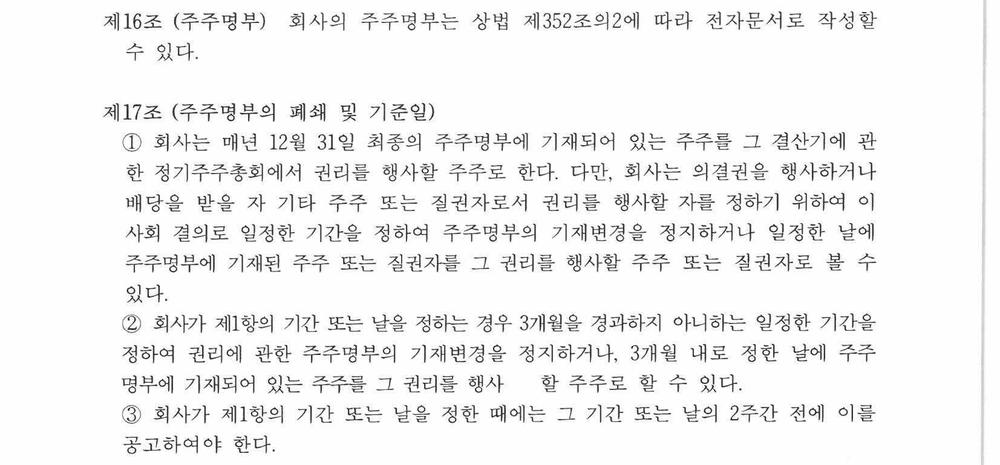 제16조 (주주명부) 회사의 주주명부는 상법 제352조의2에 따라 전자문서로 작성할
수 있다.
제17조 (주주명부의 폐쇄 및 기준일)
① 회사는 매년 12월 31일 최종의 주주명부에 기재되어 있는 주주를 그 결산기에 관
한 정기주주총회에서 권리를 행사할 주주로 한다. 다만, 회사는 의결권을 행사하거나
배당을 받을 자 기타 주주 또는 질권자로서 권리를 행사할 자를 정하기 위하여 이
사회 결의로 일정한 기간을 정하여 주주명부의 기재변경을 정지하거나 일정한 날에
주주명부에 기재된 주주 또는 질권자를 그 권리를 행사할 주주 또는 질권자로 볼 수
있다.
② 회사가 제1항의 기간 또는 날을 정하는 경우 3개월을 경과하지 아니하는 일정한 기간을
정하여 권리에 관한 주주명부의 기재변경을 정지하거나, 3개월 내로 정한 날에 주주
명부에 기재되어 있는 주주를 그 권리를 행사 할 주주로 할 수 있다.
③ 회사가 제1항의 기간 또는 날을 정한 때에는 그 기간 또는 날의 2주간 전에 이를
공고하여야 한다.